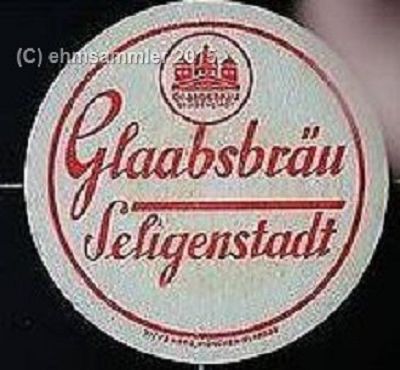 (C) ehmsammler 2015
Glaabsbräu
Seligenstadt